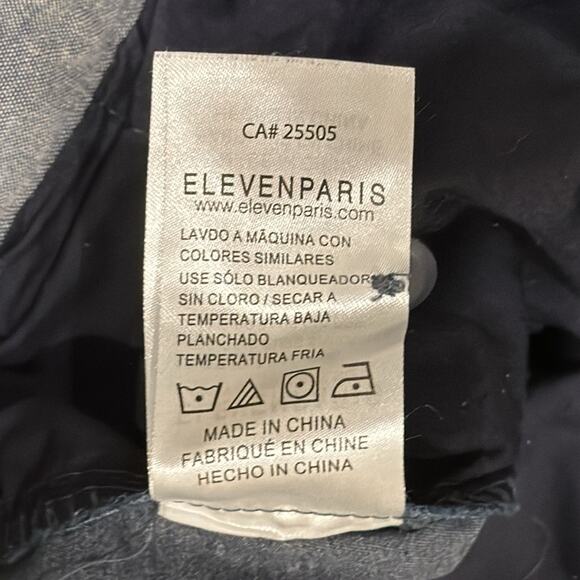 CA# 25505
ELEVENPARIS
www.elevenparis.com
LAVDO A MÁQUINA CON
COLORES SIMILARES
USE SÓLO BLANQUEADOR
SIN CLORO / SECAR A
TEMPERATURA BAJA
PLANCHADO
TEMPERATURA FRIA
MADE IN CHINA
FABRIQUÉ EN CHINE
HECHO IN CHINA